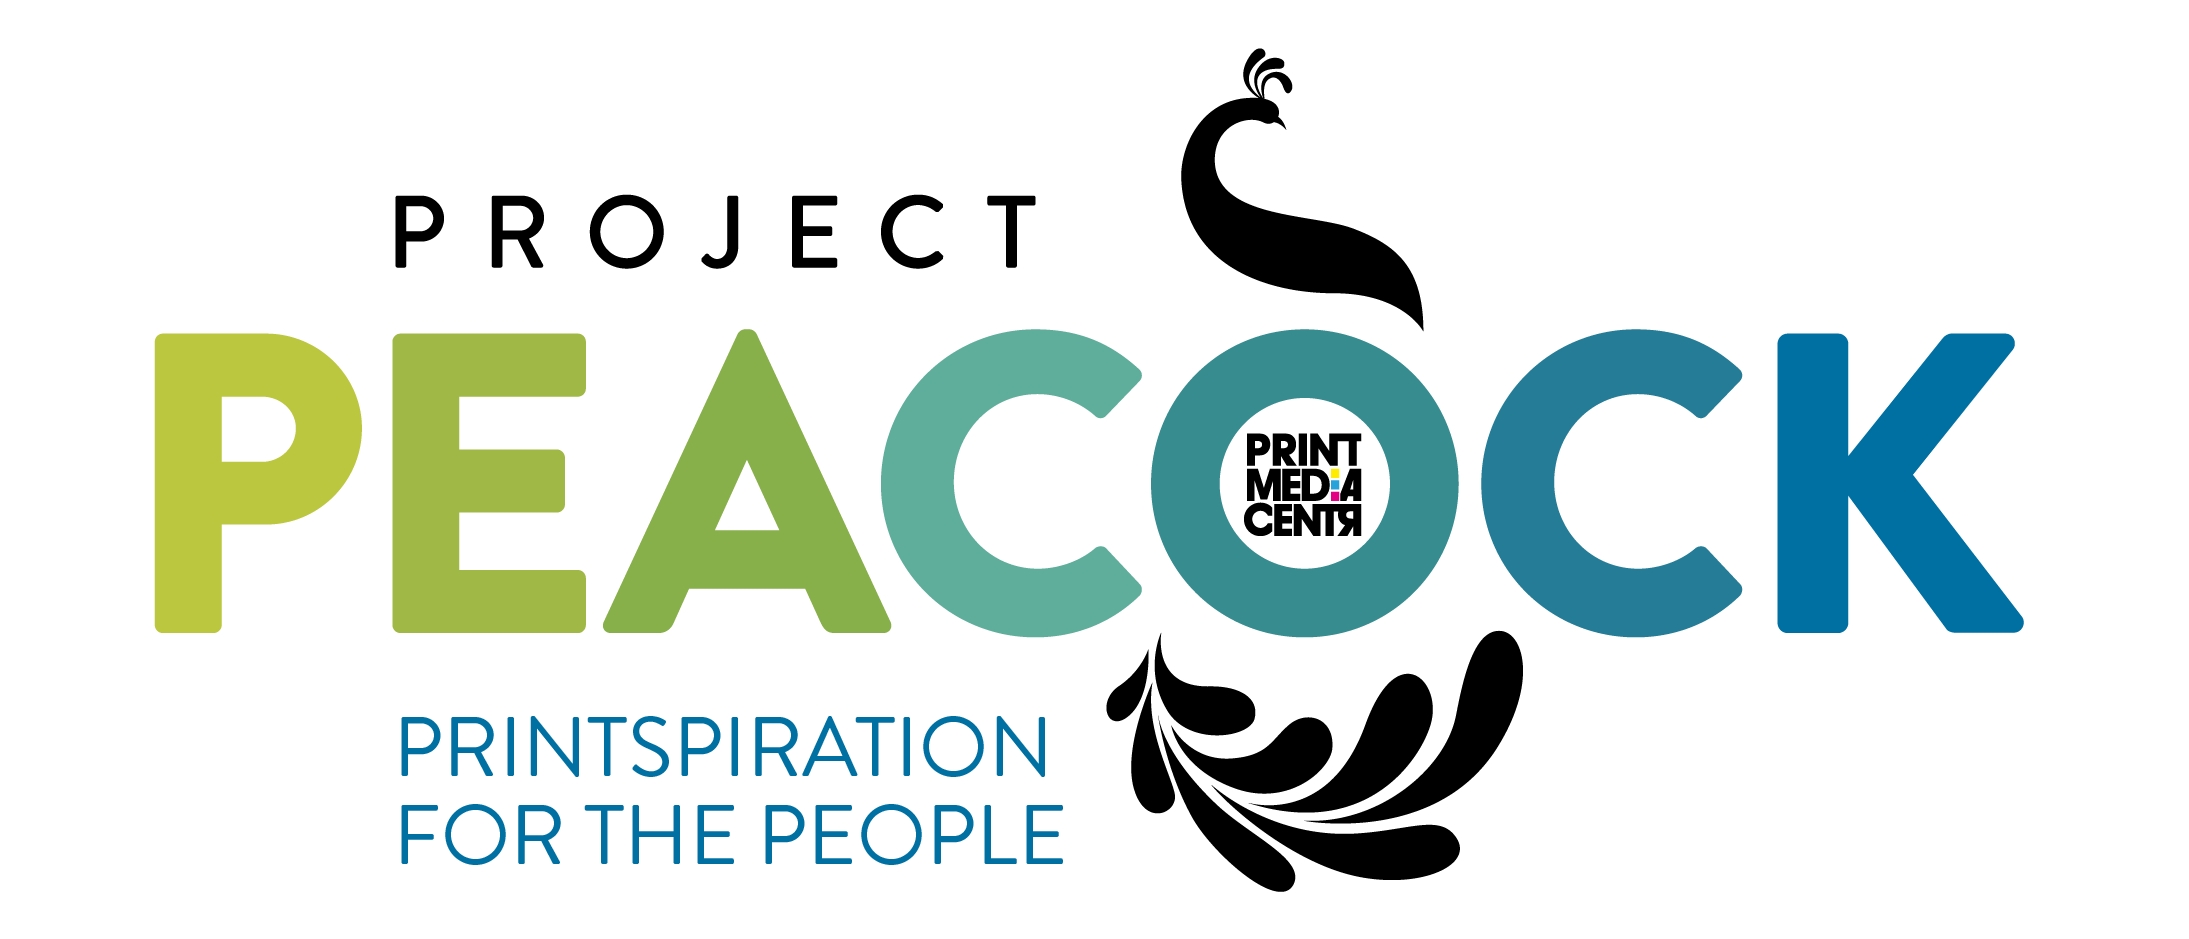 PROJECT
PEACOCK
PRINT
MEDIA
CENTR
PRINTSPIRATION
FOR THE PEOPLE